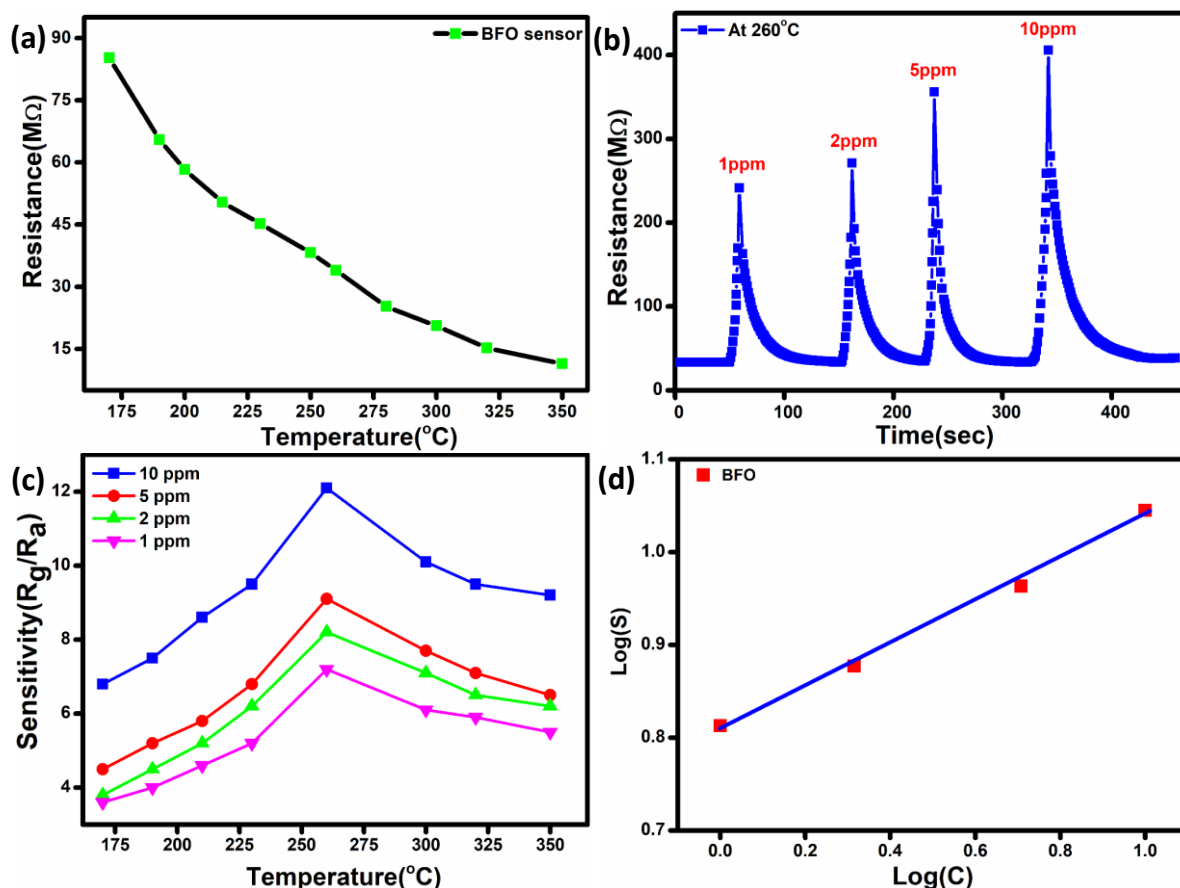 (a)
BFO sensor
Resistance(MΩ)
90
75
60
45
30
15
175 200 225 250 275 300 325 350
Temperature(°C)
(b)
At 260°C
Resistance(MΩ)
400
300
200
100
0
1ppm
2ppm
5ppm
10ppm
0 100 200 300 400
Time(sec)
(c)
10 ppm
5 ppm
2 ppm
1 ppm
Sensitivity(Rg/Ra)
12
10
8
6
4
175 200 225 250 275 300 325 350
Temperature(°C)
(d)
BFO
Log(S)
1.1
1.0
0.9
0.8
0.7
0.0 0.2 0.4 0.6 0.8 1.0
Log(C)